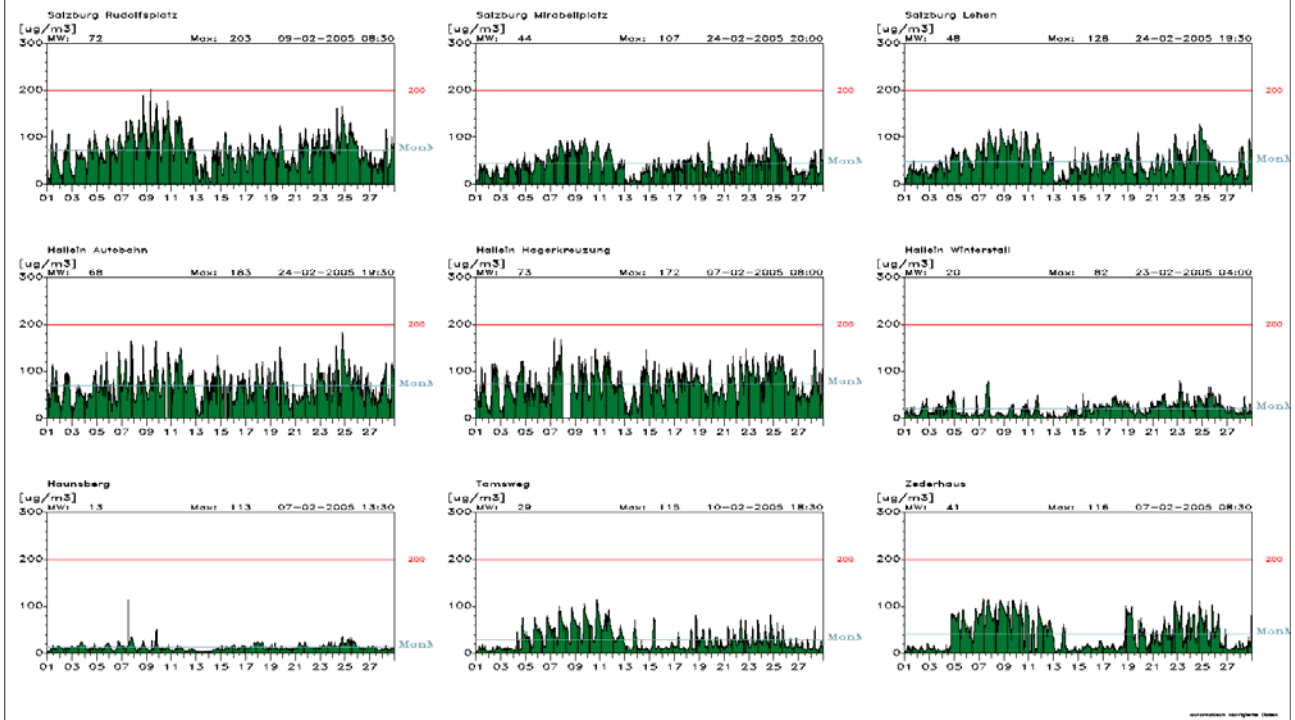 Salzburg Rudolfsplatz
[ug/m3]
MW: 72 Max: 203 09-02-2005 08:30
300
200
200
100
MonM
0
01 03 05 07 09 11 13 15 17 19 21 23 25 27
Salzburg Mirabellplatz
[ug/m3]
MW: 44 Max: 107 24-02-2005 20:00
300
200
200
100
MonM
0
01 03 05 07 09 11 13 15 17 19 21 23 25 27
Salzburg Lehen
[ug/m3]
MW: 48 Max: 128 24-02-2005 19:30
300
200
200
100
MonM
0
01 03 05 07 09 11 13 15 17 19 21 23 25 27
Hallein Autobahn
[ug/m3]
MW: 68 Max: 183 24-02-2005 19:30
300
200
200
100
MonM
0
01 03 05 07 09 11 13 15 17 19 21 23 25 27
Hallein Hagerkreuzung
[ug/m3]
MW: 73 Max: 172 07-02-2005 08:00
300
200
200
100
MonM
0
01 03 05 07 09 11 13 15 17 19 21 23 25 27
Hallein Winterstall
[ug/m3]
MW: 20 Max: 82 23-02-2005 04:00
300
200
200
100
MonM
0
01 03 05 07 09 11 13 15 17 19 21 23 25 27
Haunsberg
[ug/m3]
MW: 13 Max: 113 07-02-2005 13:30
300
200
200
100
MonM
0
01 03 05 07 09 11 13 15 17 19 21 23 25 27
Tamsweg
[ug/m3]
MW: 29 Max: 115 10-02-2005 18:30
300
200
200
100
MonM
0
01 03 05 07 09 11 13 15 17 19 21 23 25 27
Zederhaus
[ug/m3]
MW: 41 Max: 116 07-02-2005 08:30
300
200
200
100
MonM
0
01 03 05 07 09 11 13 15 17 19 21 23 25 27
automatisch korrigierte Daten